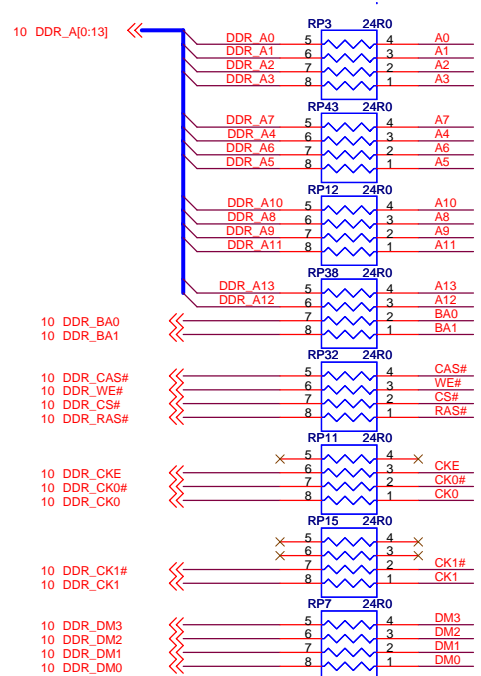 RP3 24R0
10 DDR_A[0:13]
DDR_A0 5 4 A0
DDR_A1 6 3 A1
DDR_A2 7 2 A2
DDR_A3 8 1 A3
RP43 24R0
DDR_A7 5 4 A7
DDR_A4 6 3 A4
DDR_A6 7 2 A6
DDR_A5 8 1 A5
RP12 24R0
DDR_A10 5 4 A10
DDR_A8 6 3 A8
DDR_A9 7 2 A9
DDR_A11 8 1 A11
RP38 24R0
DDR_A13 5 4 A13
DDR_A12 6 3 A12
10 DDR_BA0 7 2 BA0
10 DDR_BA1 8 1 BA1
RP32 24R0
10 DDR_CAS# 5 4 CAS#
10 DDR_WE# 6 3 WE#
10 DDR_CS# 7 2 CS#
10 DDR_RAS# 8 1 RAS#
RP11 24R0
5 4
10 DDR_CKE 6 3 CKE
10 DDR_CK0# 7 2 CK0#
10 DDR_CK0 8 1 CK0
RP15 24R0
5 4
6 3
10 DDR_CK1# 7 2 CK1#
10 DDR_CK1 8 1 CK1
RP7 24R0
10 DDR_DM3 5 4 DM3
10 DDR_DM2 6 3 DM2
10 DDR_DM1 7 2 DM1
10 DDR_DM0 8 1 DM0